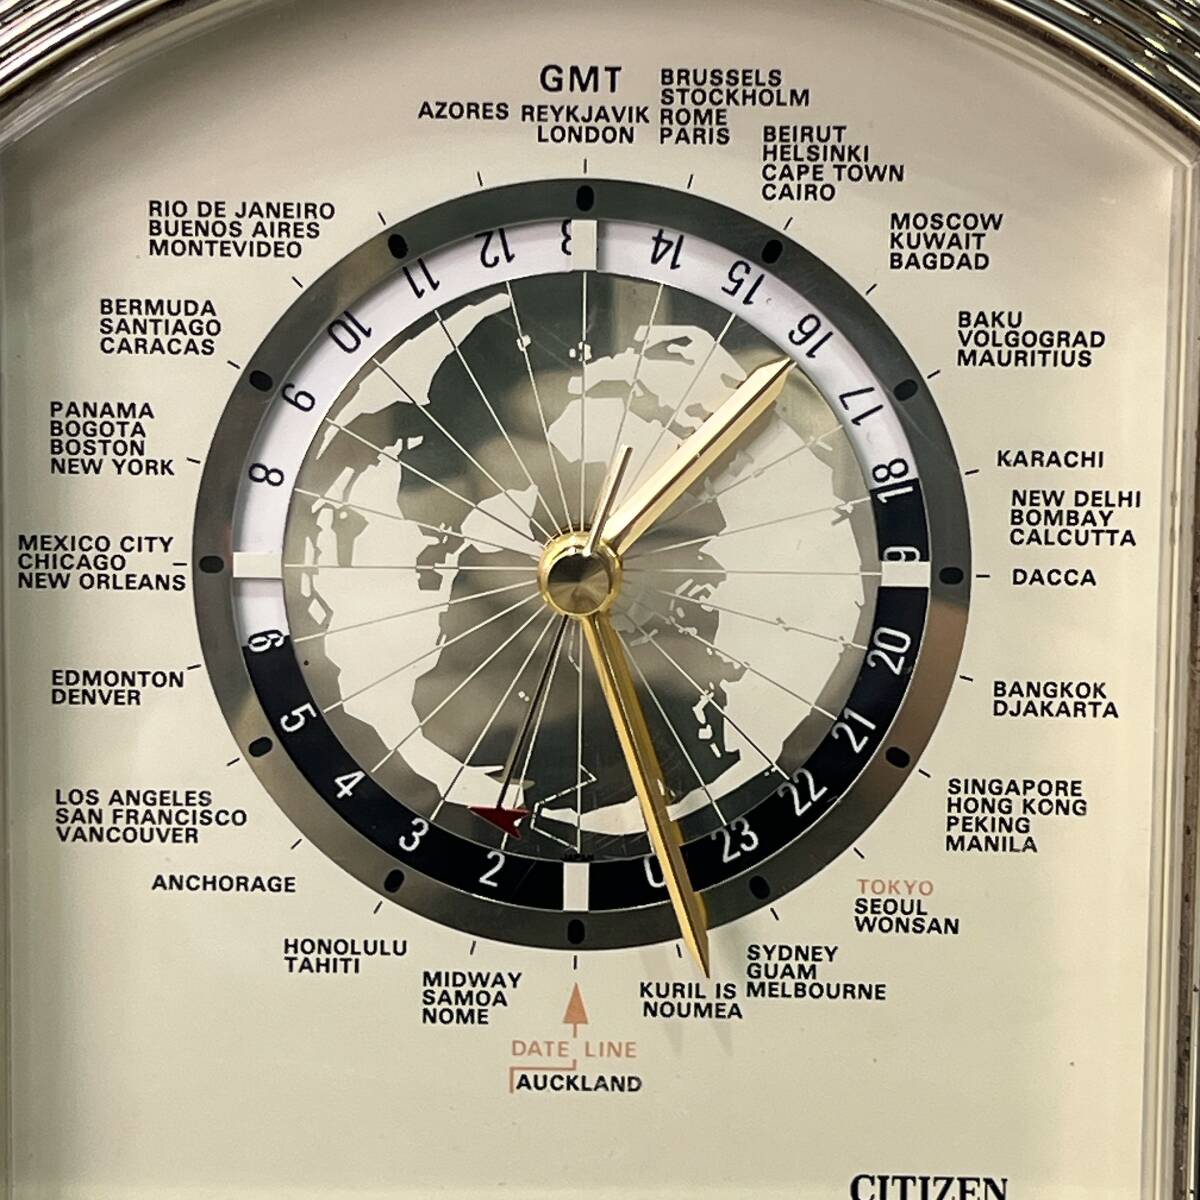 GMT
AZORES
REYKJAVIK
LONDON
BRUSSELS
STOCKHOLM
ROME
PARIS
BEIRUT
HELSINKI
CAPE TOWN
CAIRO
MOSCOW
KUWAIT
BAGDAD
BAKU
VOLGOGRAD
MAURITIUS
KARACHI
NEW DELHI
BOMBAY
CALCUTTA
DACCA
BANGKOK
DJAKARTA
SINGAPORE
HONG KONG
PEKING
MANILA
TOKYO
SEOUL
WONSAN
SYDNEY
GUAM
MELBOURNE
KURIL IS
NOUMEA
DATE LINE
AUCKLAND
MIDWAY
SAMOA
NOME
HONOLULU
TAHITI
ANCHORAGE
LOS ANGELES
SAN FRANCISCO
VANCOUVER
EDMONTON
DENVER
MEXICO CITY
CHICAGO
NEW ORLEANS
PANAMA
BOGOTA
BOSTON
NEW YORK
BERMUDA
SANTIAGO
CARACAS
RIO DE JANEIRO
BUENOS AIRES
MONTEVIDEO
14
15
16
17
18
20
21
22
23
0
2
3
4
5
6
8
9
10
11
12
JAPAN
CITIZEN